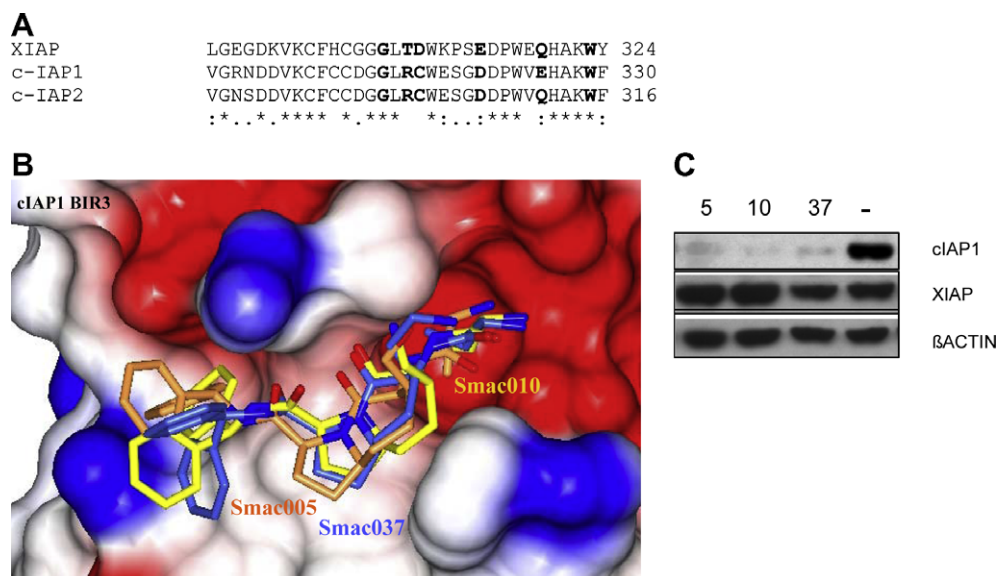 A
XIAP LGEGDKVKCFHCGGGLTDWKPSEDPWEQHAKWY 324
c-IAP1 VGRNDDVKCFCCDGGLRCWESGDDPWVEHAKWF 330
c-IAP2 VGNSDDVKCFCCDGGLRCWESGDDPWVQHAKWF 316
:*..*.**** *.*** *:..:*** :****:
B
cIAP1 BIR3
Smac010
Smac005
Smac037
C
5 10 37 -
cIAP1
XIAP
ßACTIN